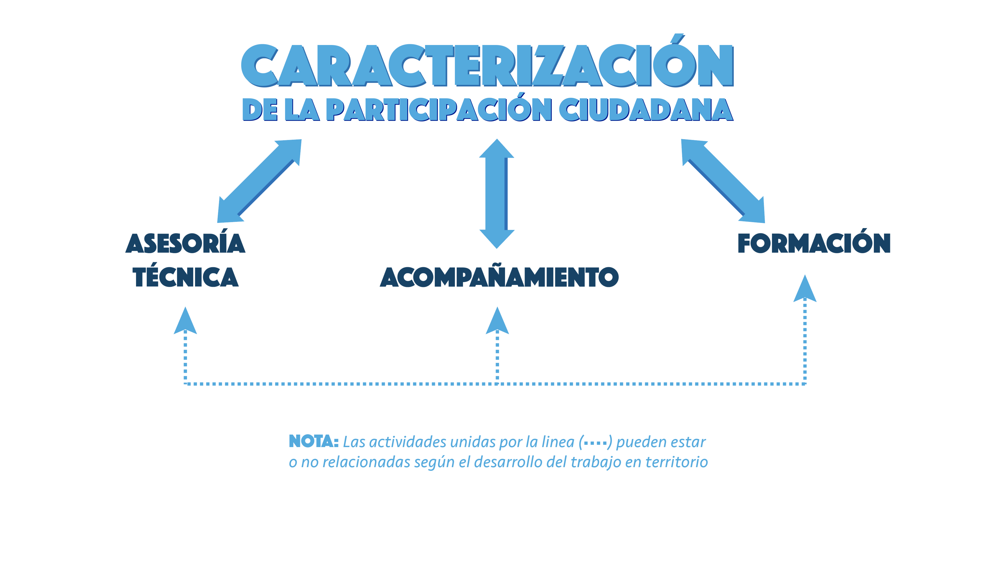 CARACTERIZACIÓN
DE LA PARTICIPACIÓN CIUDADANA
ASESORÍA
TÉCNICA
ACOMPAÑAMIENTO
FORMACIÓN
NOTA: Las actividades unidas por la linea (····) pueden estar
o no relacionadas según el desarrollo del trabajo en territorio